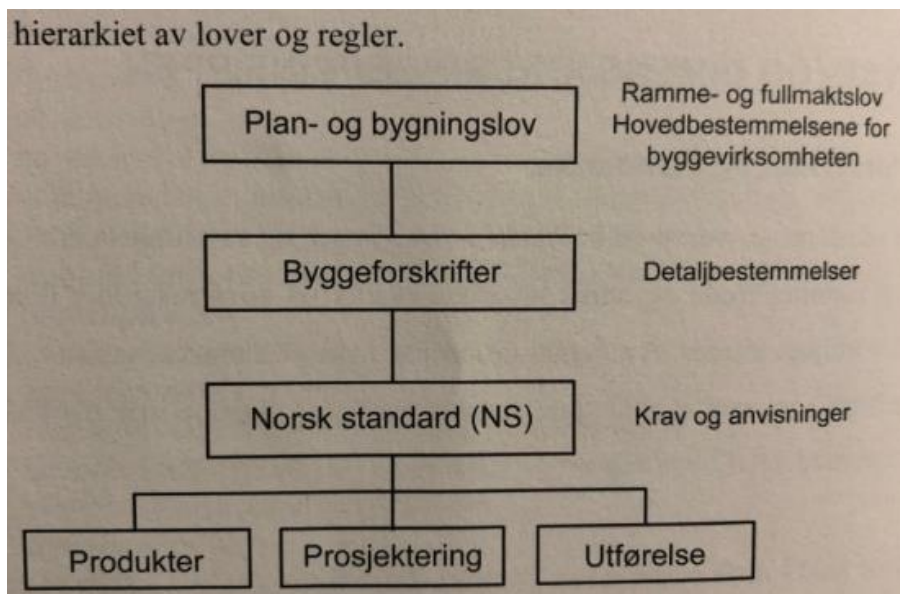 hierarkiet av lover og regler.
Plan- og bygningslov
Ramme- og fullmaktslov
Hovedbestemmelsene for
byggevirksomheten
Byggeforskrifter
Detaljbestemmelser
Norsk standard (NS)
Krav og anvisninger
Produkter
Prosjektering
Utførelse